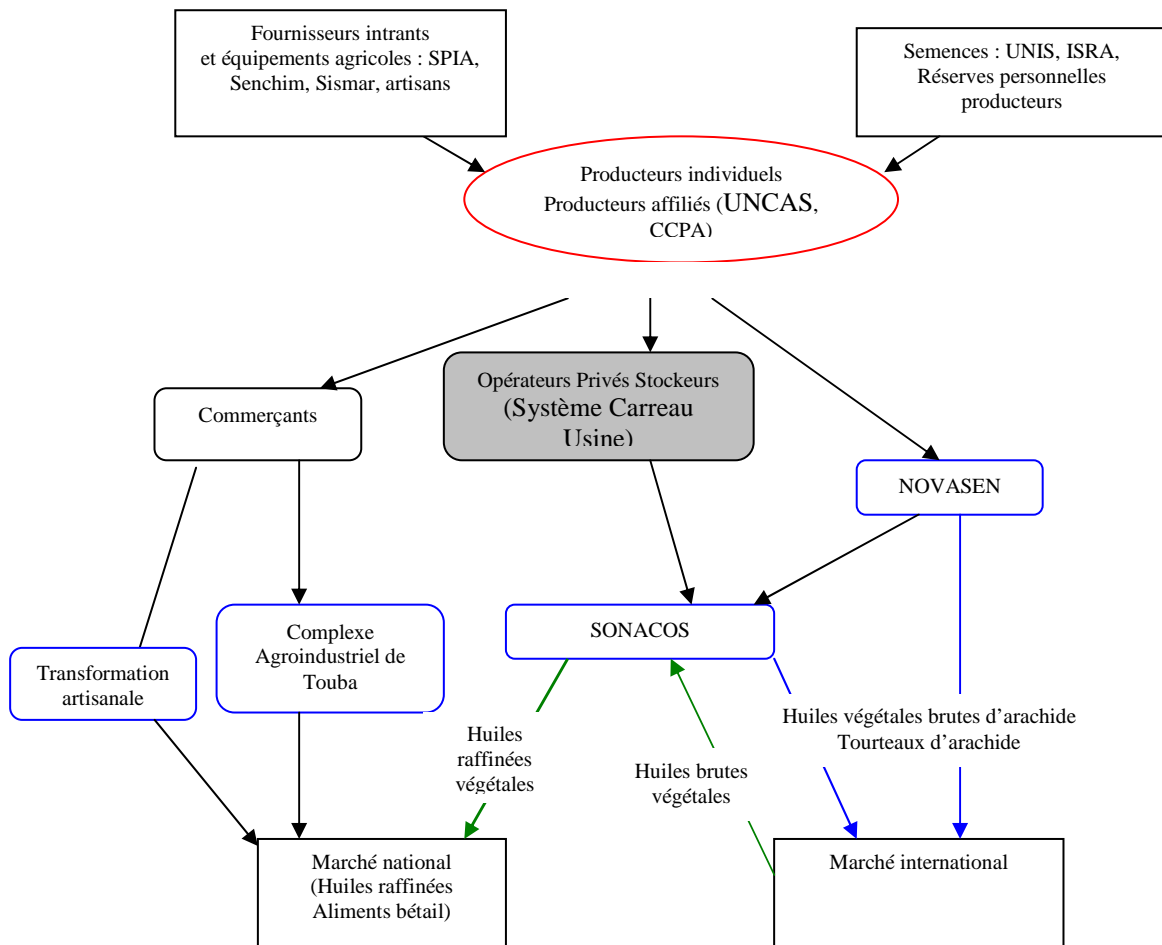 Fournisseurs intrants
et équipements agricoles : SPIA,
Senchim, Sismar, artisans
Semences : UNIS, ISRA,
Réserves personnelles
producteurs
Producteurs individuels
Producteurs affiliés (UNCAS,
CCPA)
Opérateurs Privés Stockeurs
(Système Carreau
Usine)
Commerçants
NOVASEN
SONACOS
Complexe
Agroindustriel de
Touba
Transformation
artisanale
Huiles végétales brutes d’arachide
Tourteaux d’arachide
Huiles
raffinées
végétales
Huiles brutes
végétales
Marché national
(Huiles raffinées
Aliments bétail)
Marché international